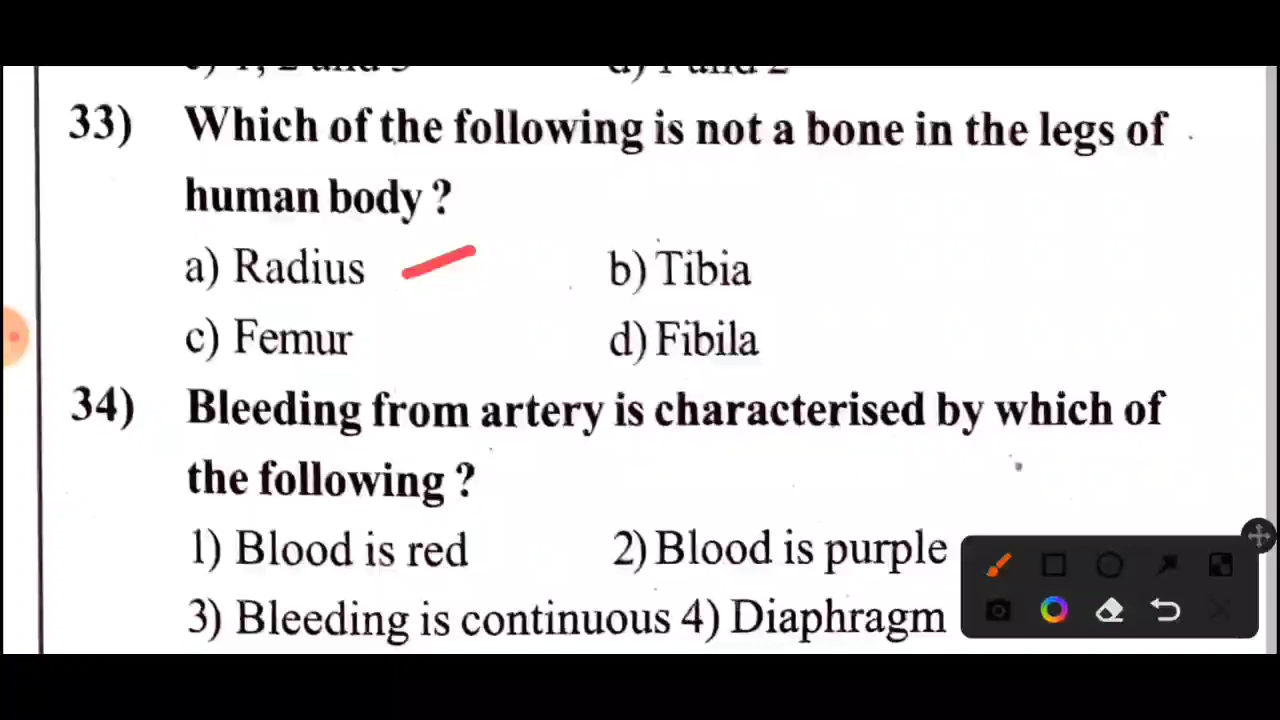 33) Which of the following is not a bone in the legs of
human body ?
a) Radius b) Tibia
c) Femur d) Fibila
34) Bleeding from artery is characterised by which of
the following ?
1) Blood is red 2) Blood is purple
3) Bleeding is continuous 4) Diaphragm